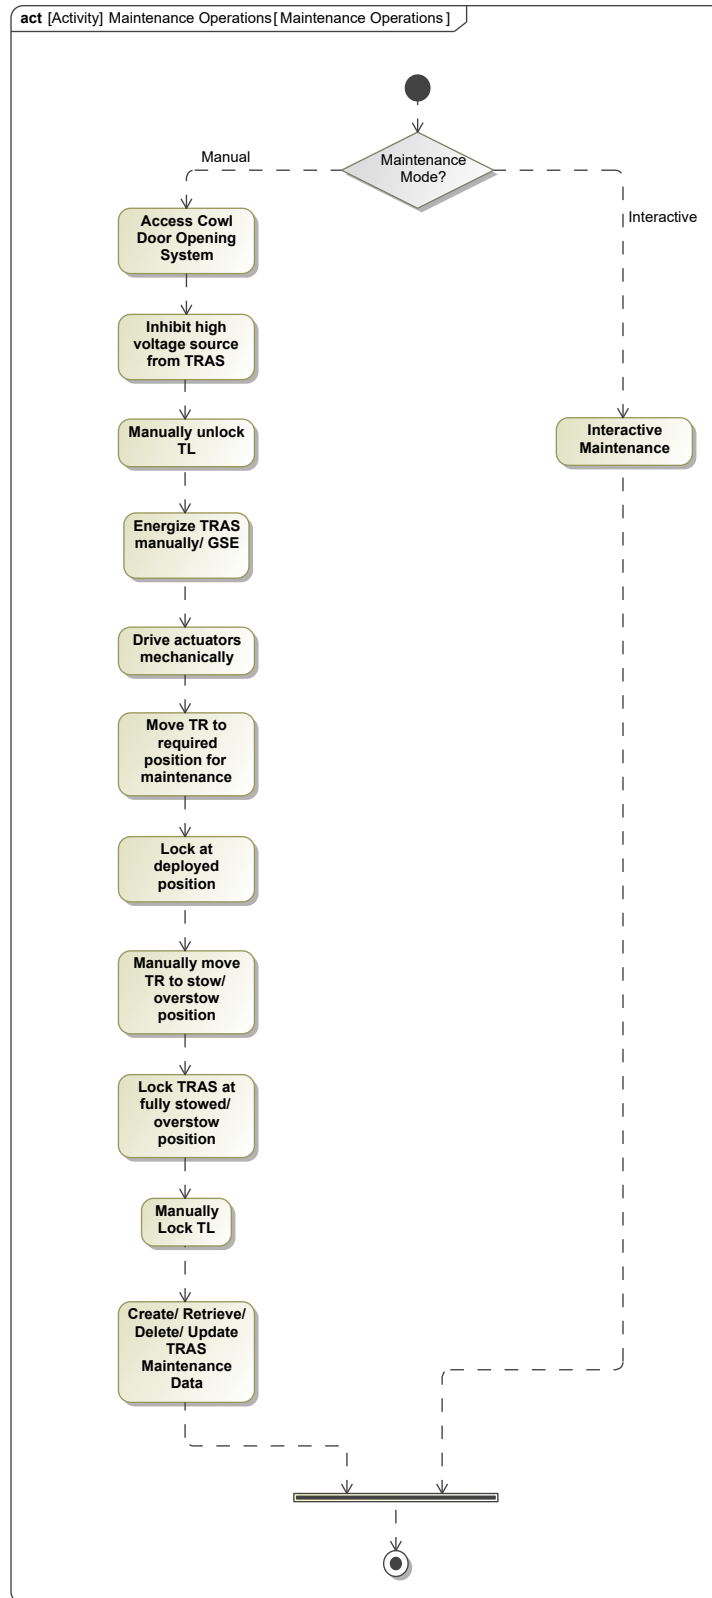 act [Activity] Maintenance Operations[ Maintenance Operations ]
Maintenance
Mode?
Manual
Interactive
Access Cowl
Door Opening
System
Inhibit high
voltage source
from TRAS
Manually unlock
TL
Interactive
Maintenance
Energize TRAS
manually/ GSE
Drive actuators
mechanically
Move TR to
required
position for
maintenance
Lock at
deployed
position
Manually move
TR to stow/
overstow
position
Lock TRAS at
fully stowed/
overstow
position
Manually
Lock TL
Create/ Retrieve/
Delete/ Update
TRAS
Maintenance
Data